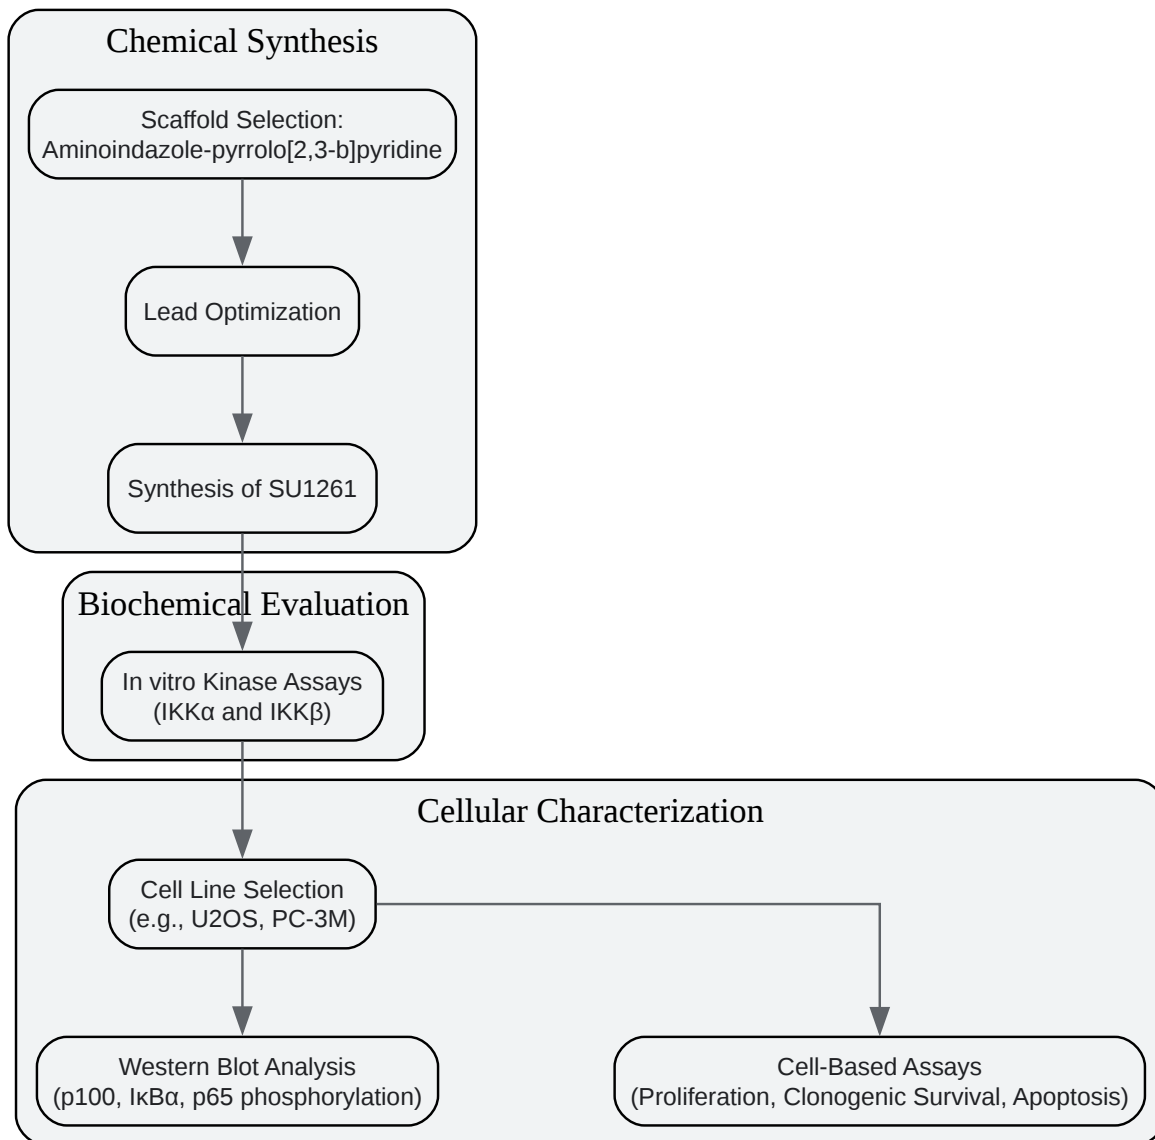 Chemical Synthesis
Scaffold Selection:
Aminoindazole-pyrrolo[2,3-b]pyridine
Lead Optimization
Synthesis of SU1261
Biochemical Evaluation
In vitro Kinase Assays
(IKKα and IKKβ)
Cellular Characterization
Cell Line Selection
(e.g., U2OS, PC-3M)
Western Blot Analysis
(p100, IκBα, p65 phosphorylation)
Cell-Based Assays
(Proliferation, Clonogenic Survival, Apoptosis)